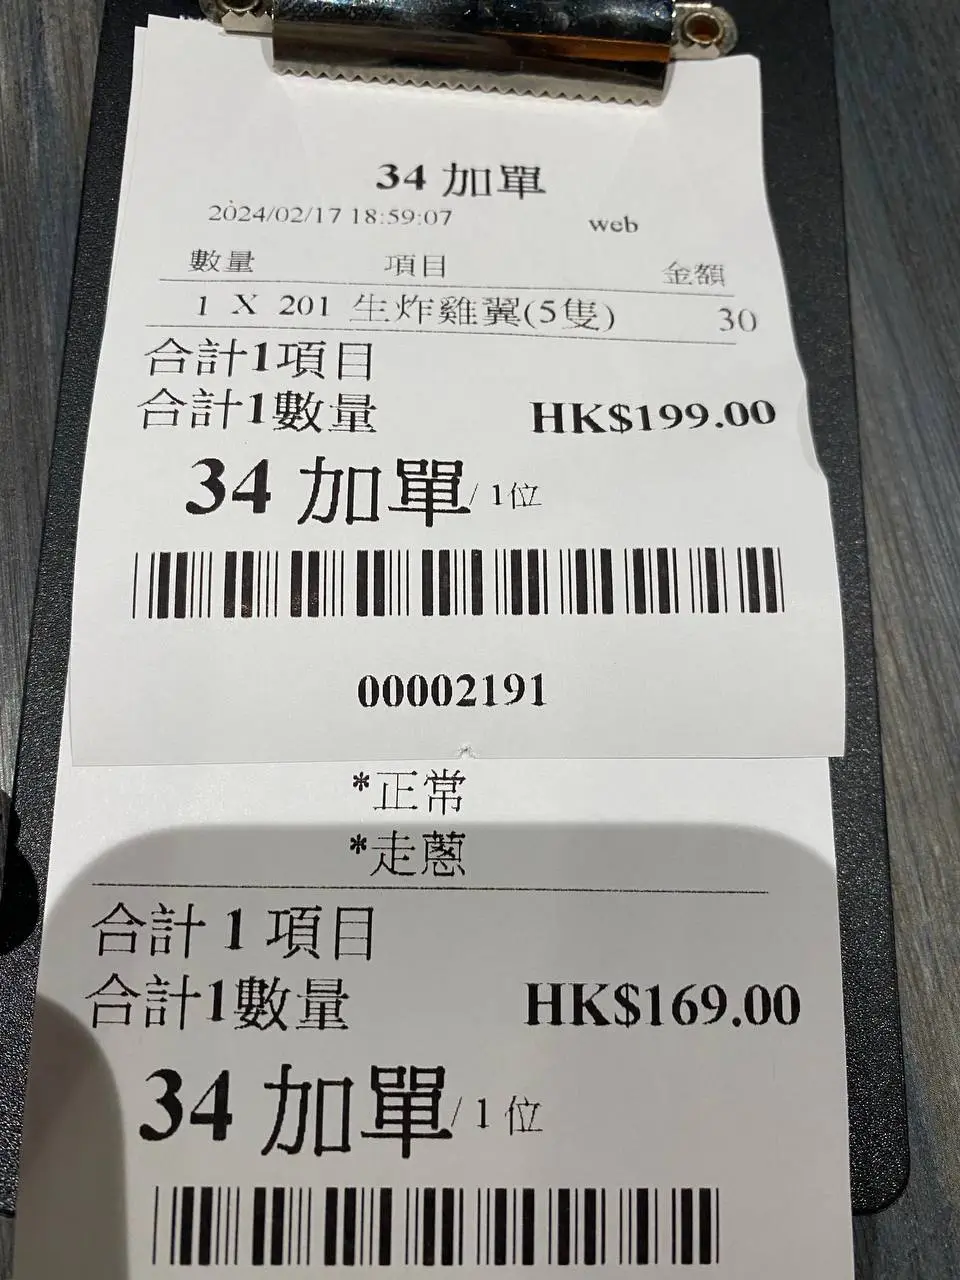 34 加單
2024/02/17 18:59:07 web
數量 項目 金額
1 X 201 生炸雞翼(5隻) 30
合計1項目
合計1數量 HK$199.00
34 加單/ 1位
00002191
*正常
*走蔥
合計 1 項目
合計1數量 HK$169.00
34 加單/ 1 位